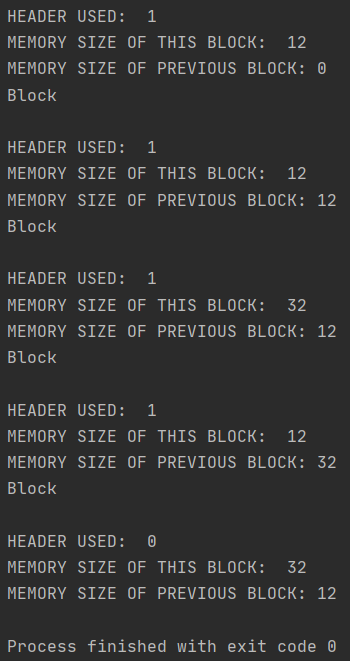 HEADER USED:  1
MEMORY SIZE OF THIS BLOCK:  12
MEMORY SIZE OF PREVIOUS BLOCK: 0
Block

HEADER USED:  1
MEMORY SIZE OF THIS BLOCK:  12
MEMORY SIZE OF PREVIOUS BLOCK: 12
Block

HEADER USED:  1
MEMORY SIZE OF THIS BLOCK:  32
MEMORY SIZE OF PREVIOUS BLOCK: 12
Block

HEADER USED:  1
MEMORY SIZE OF THIS BLOCK:  12
MEMORY SIZE OF PREVIOUS BLOCK: 32
Block

HEADER USED:  0
MEMORY SIZE OF THIS BLOCK:  32
MEMORY SIZE OF PREVIOUS BLOCK: 12

Process finished with exit code 0